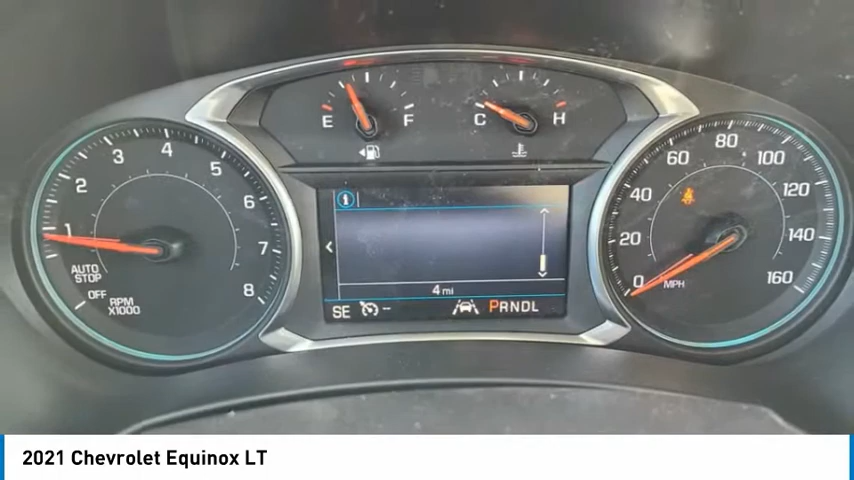 E F
C H
1 2 3 4 5 6 7 8
AUTO
STOP
OFF
RPM
X1000
i
4 mi
SE -- PRNDL
0 20 40 60 80 100 120 140 160
MPH
2021 Chevrolet Equinox LT